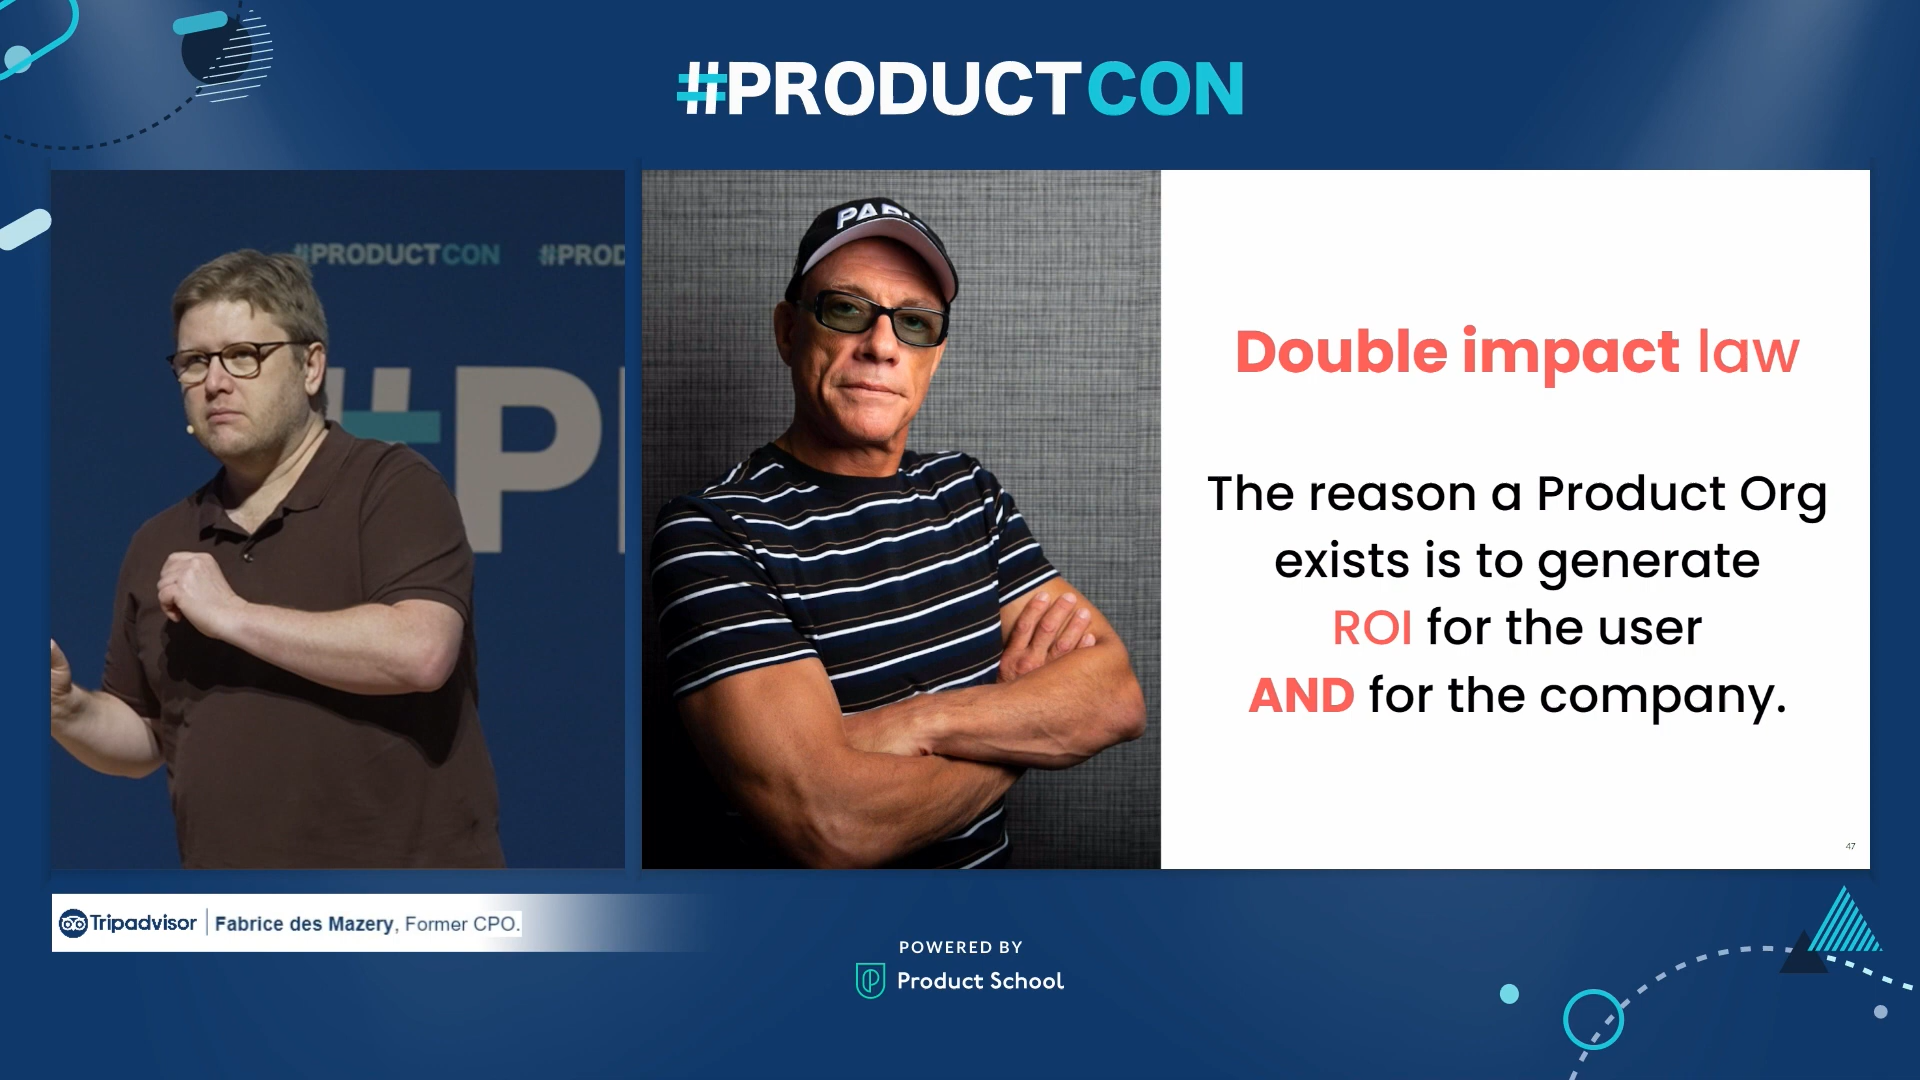 #PRODUCTCON
#PRODUCTCON #PROD
#P
Double impact law
The reason a Product Org
exists is to generate
ROI for the user
AND for the company.
47
Tripadvisor Fabrice des Mazery, Former CPO.
POWERED BY
Product School